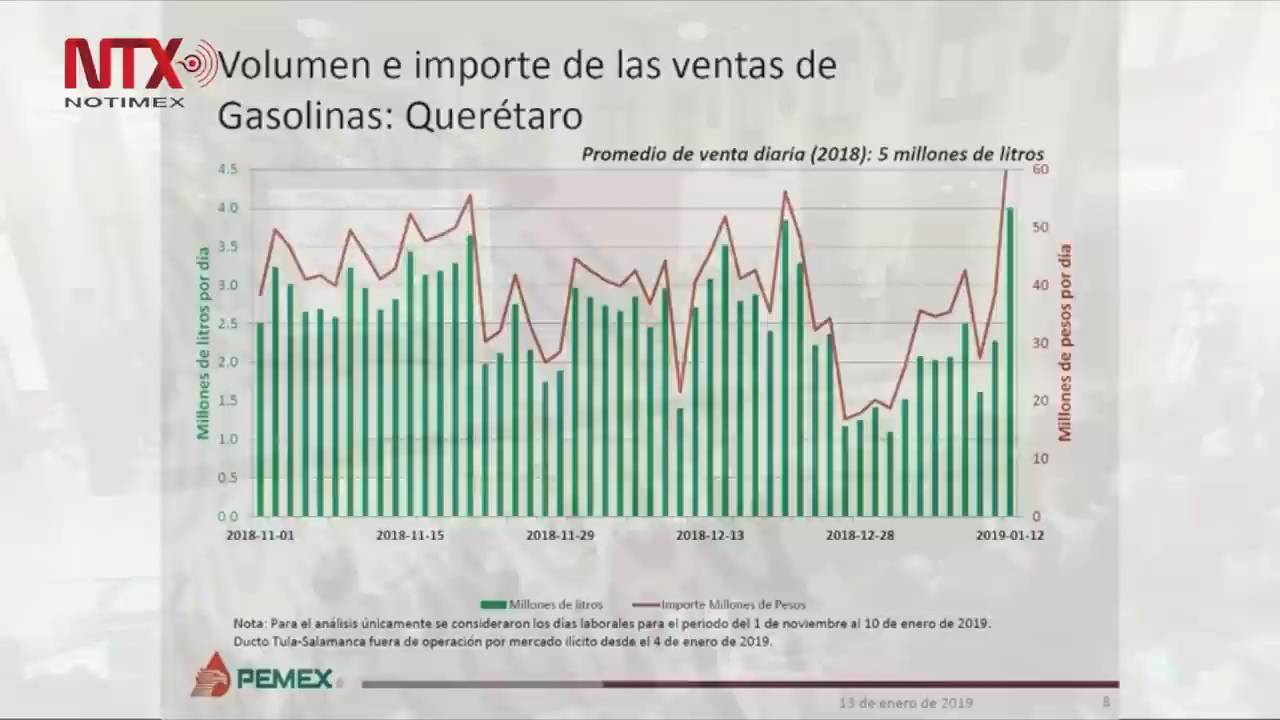 NTX
NOTIMEX
Volumen e importe de las ventas de
Gasolinas: Querétaro
Promedio de venta diaria (2018): 5 millones de litros
Millones de litros por día
4.5
4.0
3.5
3.0
2.5
2.0
1.5
1.0
0.5
0.0
60
50
40
30
20
10
0
Millones de pesos por día
2018-11-01 2018-11-15 2018-11-29 2018-12-13 2018-12-28 2019-01-12
Millones de litros Importe Millones de Pesos
Nota: Para el análisis únicamente se consideraron los días laborales para el periodo del 1 de noviembre al 10 de enero de 2019.
Ducto Tula-Salamanca fuera de operación por mercado ilícito desde el 4 de enero de 2019.
PEMEX
13 de enero de 2019 8